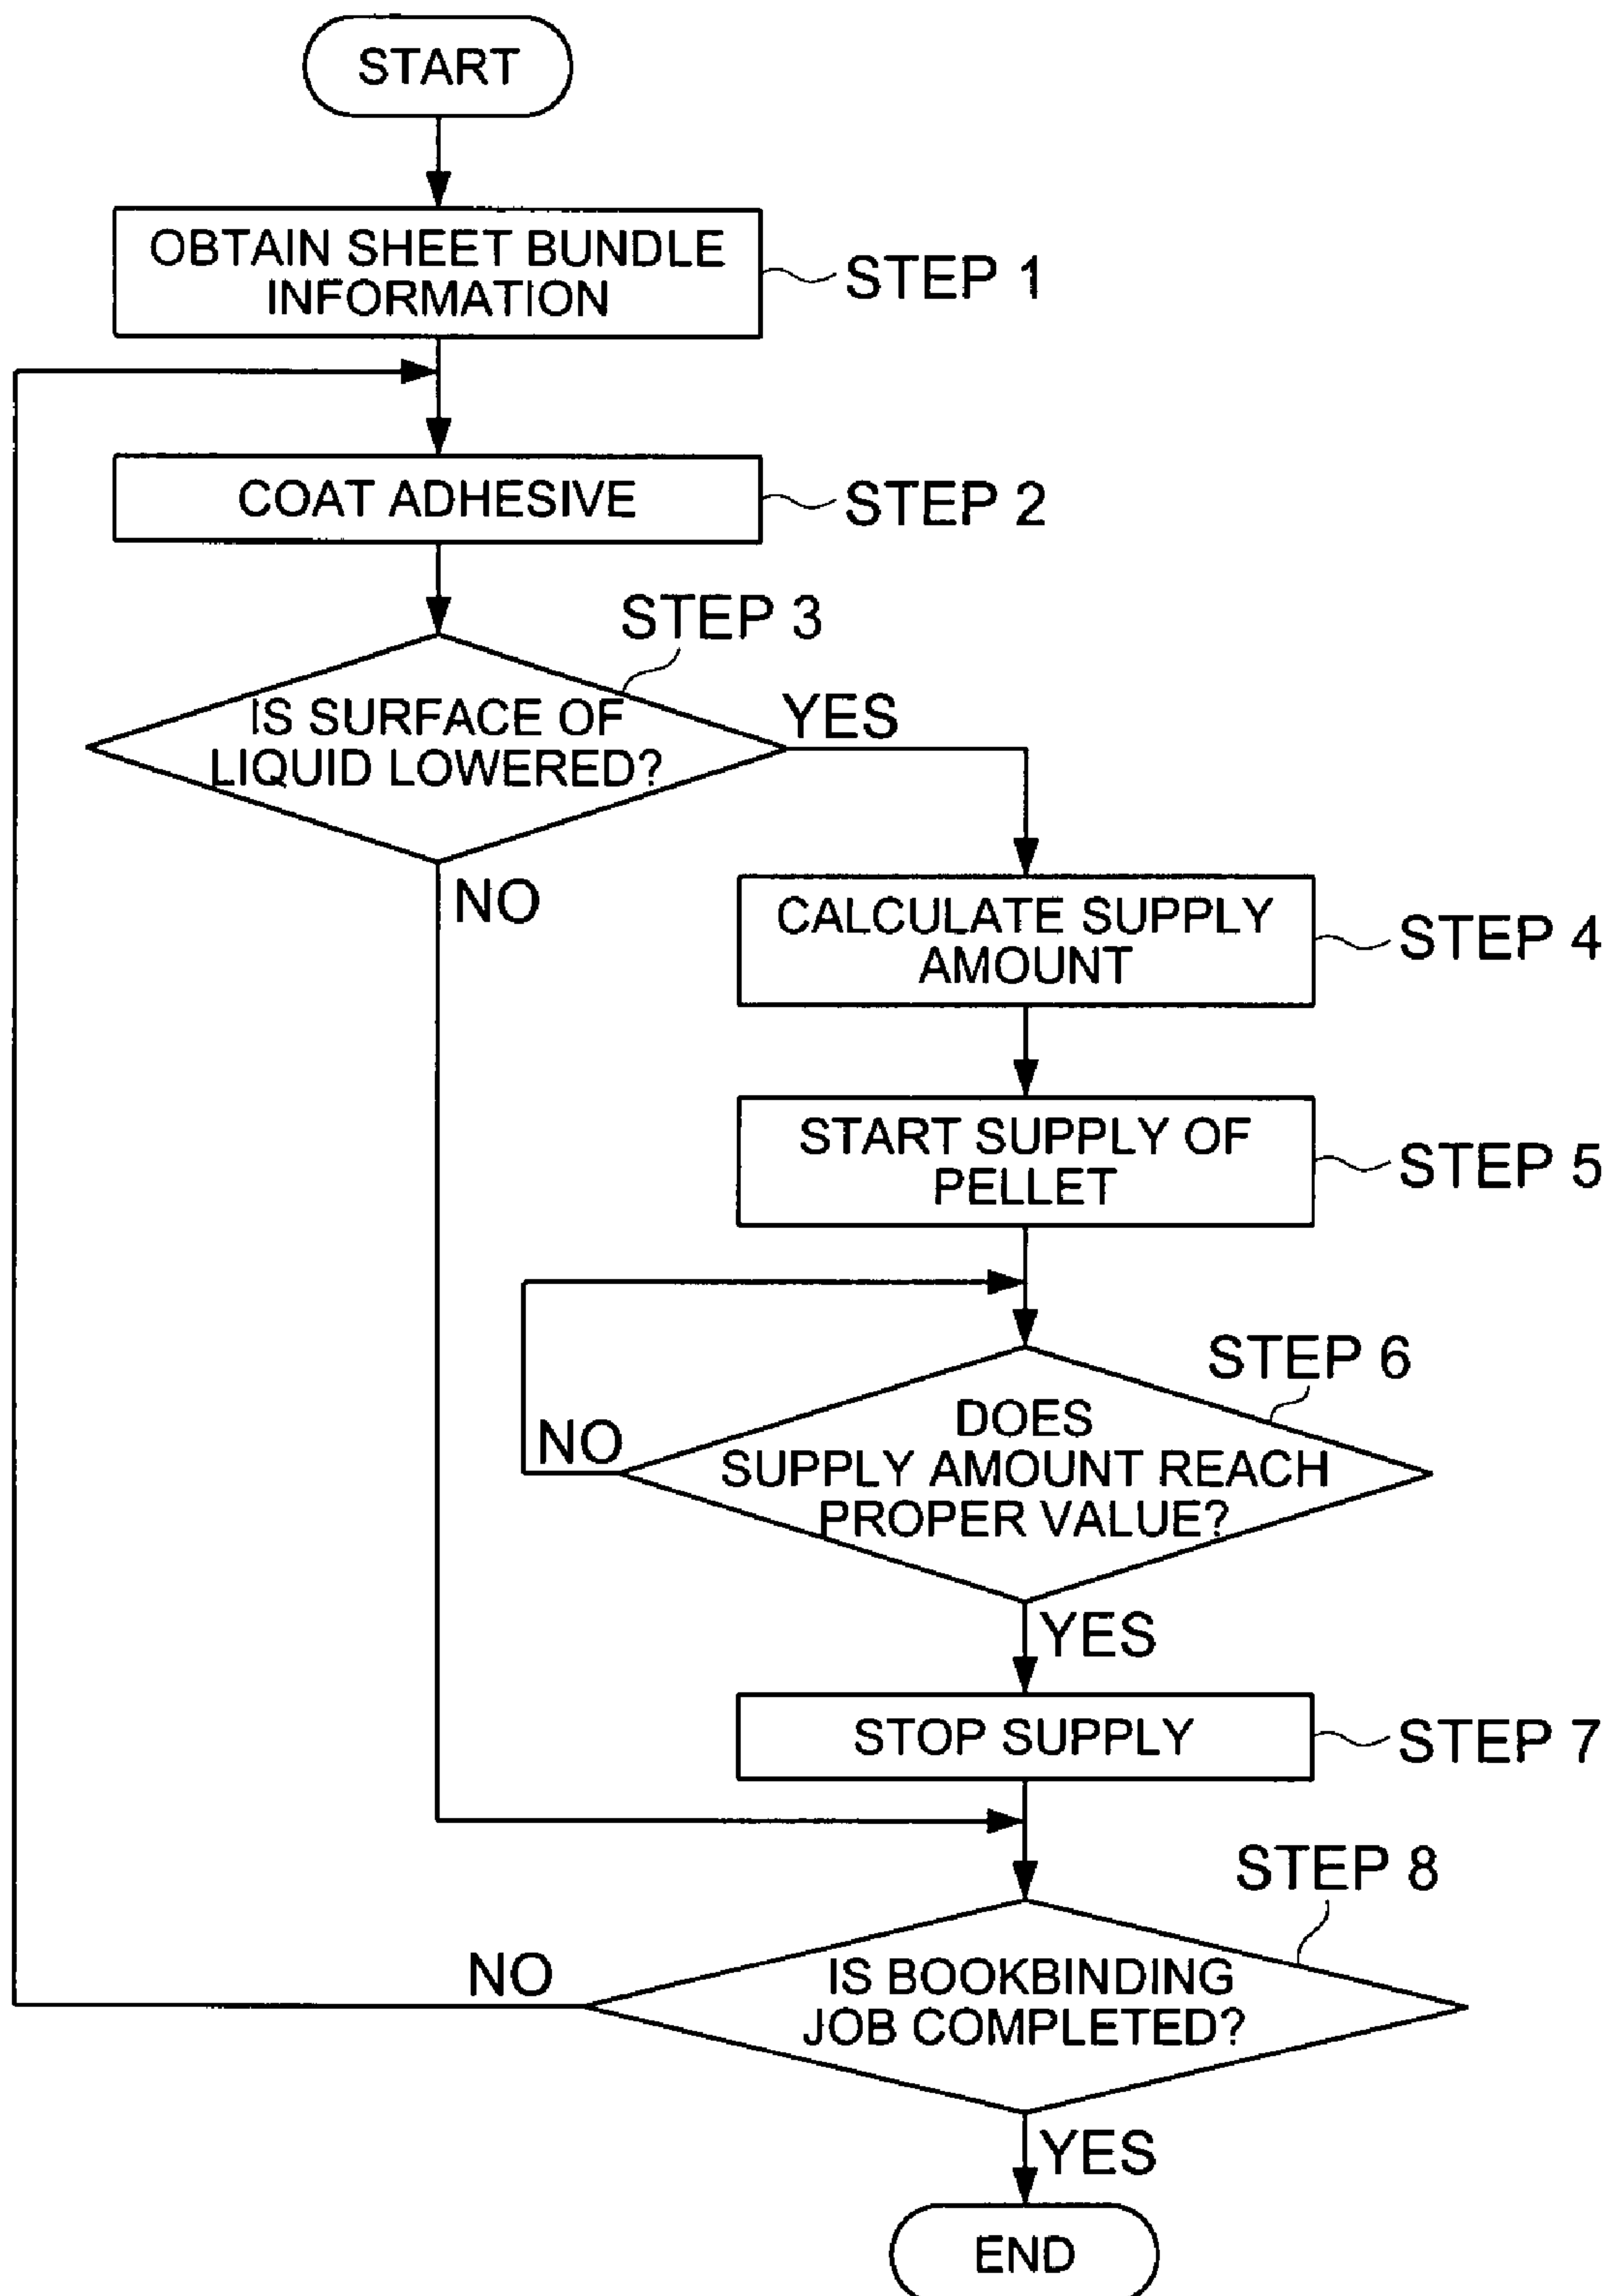 START
OBTAIN SHEET BUNDLE
INFORMATION
STEP 1
COAT ADHESIVE
STEP 2
STEP 3
IS SURFACE OF
LIQUID LOWERED?
YES
NO
CALCULATE SUPPLY
AMOUNT
STEP 4
START SUPPLY OF
PELLET
STEP 5
STEP 6
DOES
SUPPLY AMOUNT REACH
PROPER VALUE?
NO
YES
STOP SUPPLY
STEP 7
STEP 8
IS BOOKBINDING
JOB COMPLETED?
NO
YES
END